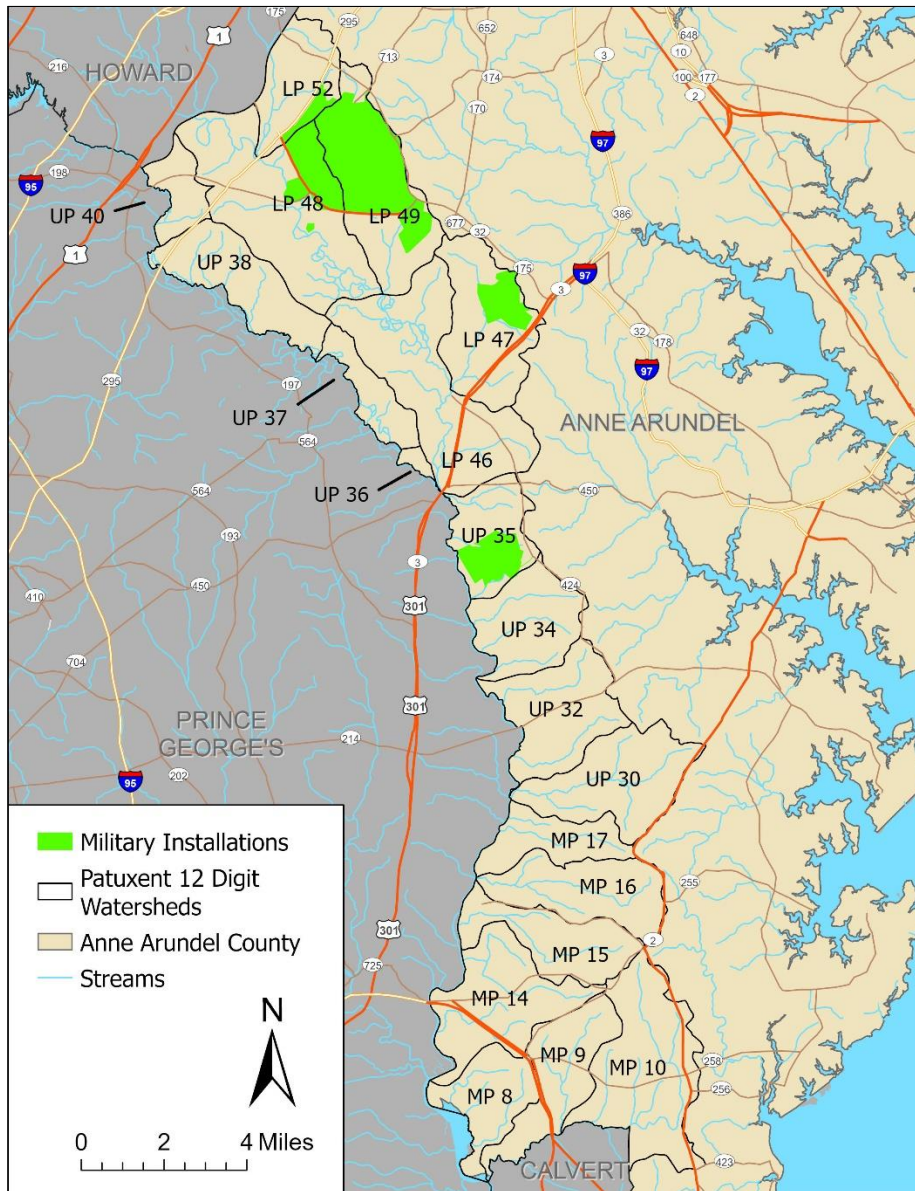 175
295
652
648
1
713
3
10
216
HOWARD
100
177
174
2
LP 52
170
97
198
95
LP 48
LP 49
UP 40
677
386
32
1
UP 38
175
97
3
LP 47
32
178
97
295
197
UP 37
ANNE ARUNDEL
564
LP 46
UP 36
564
450
193
UP 35
3
410
450
301
424
UP 34
704
301
UP 32
PRINCE
GEORGE'S
214
95
202
UP 30
Military Installations
MP 17
Patuxent 12 Digit
Watersheds
MP 16
255
301
Anne Arundel County
2
MP 15
Streams
725
MP 14
N
MP 9
MP 10
258
MP 8
256
0 2 4 Miles
CALVERT
423